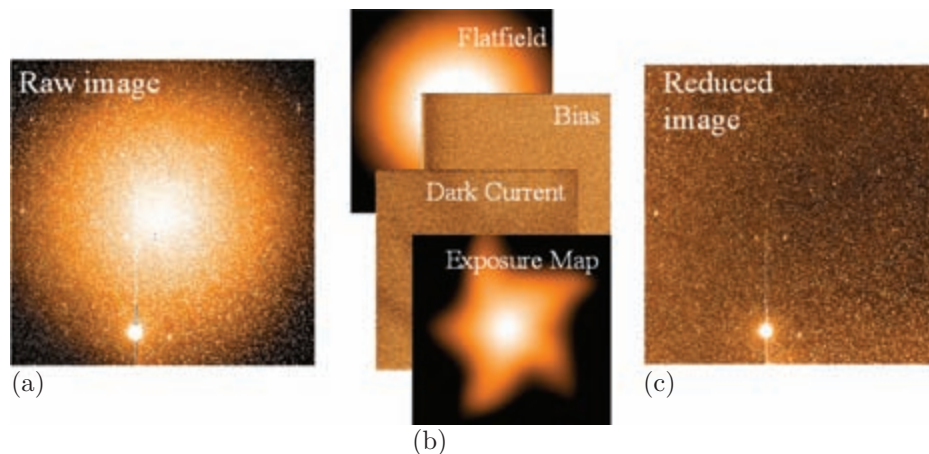 Raw image
(a)
Flatfield
Bias
Dark Current
Exposure Map
(b)
Reduced
image
(c)